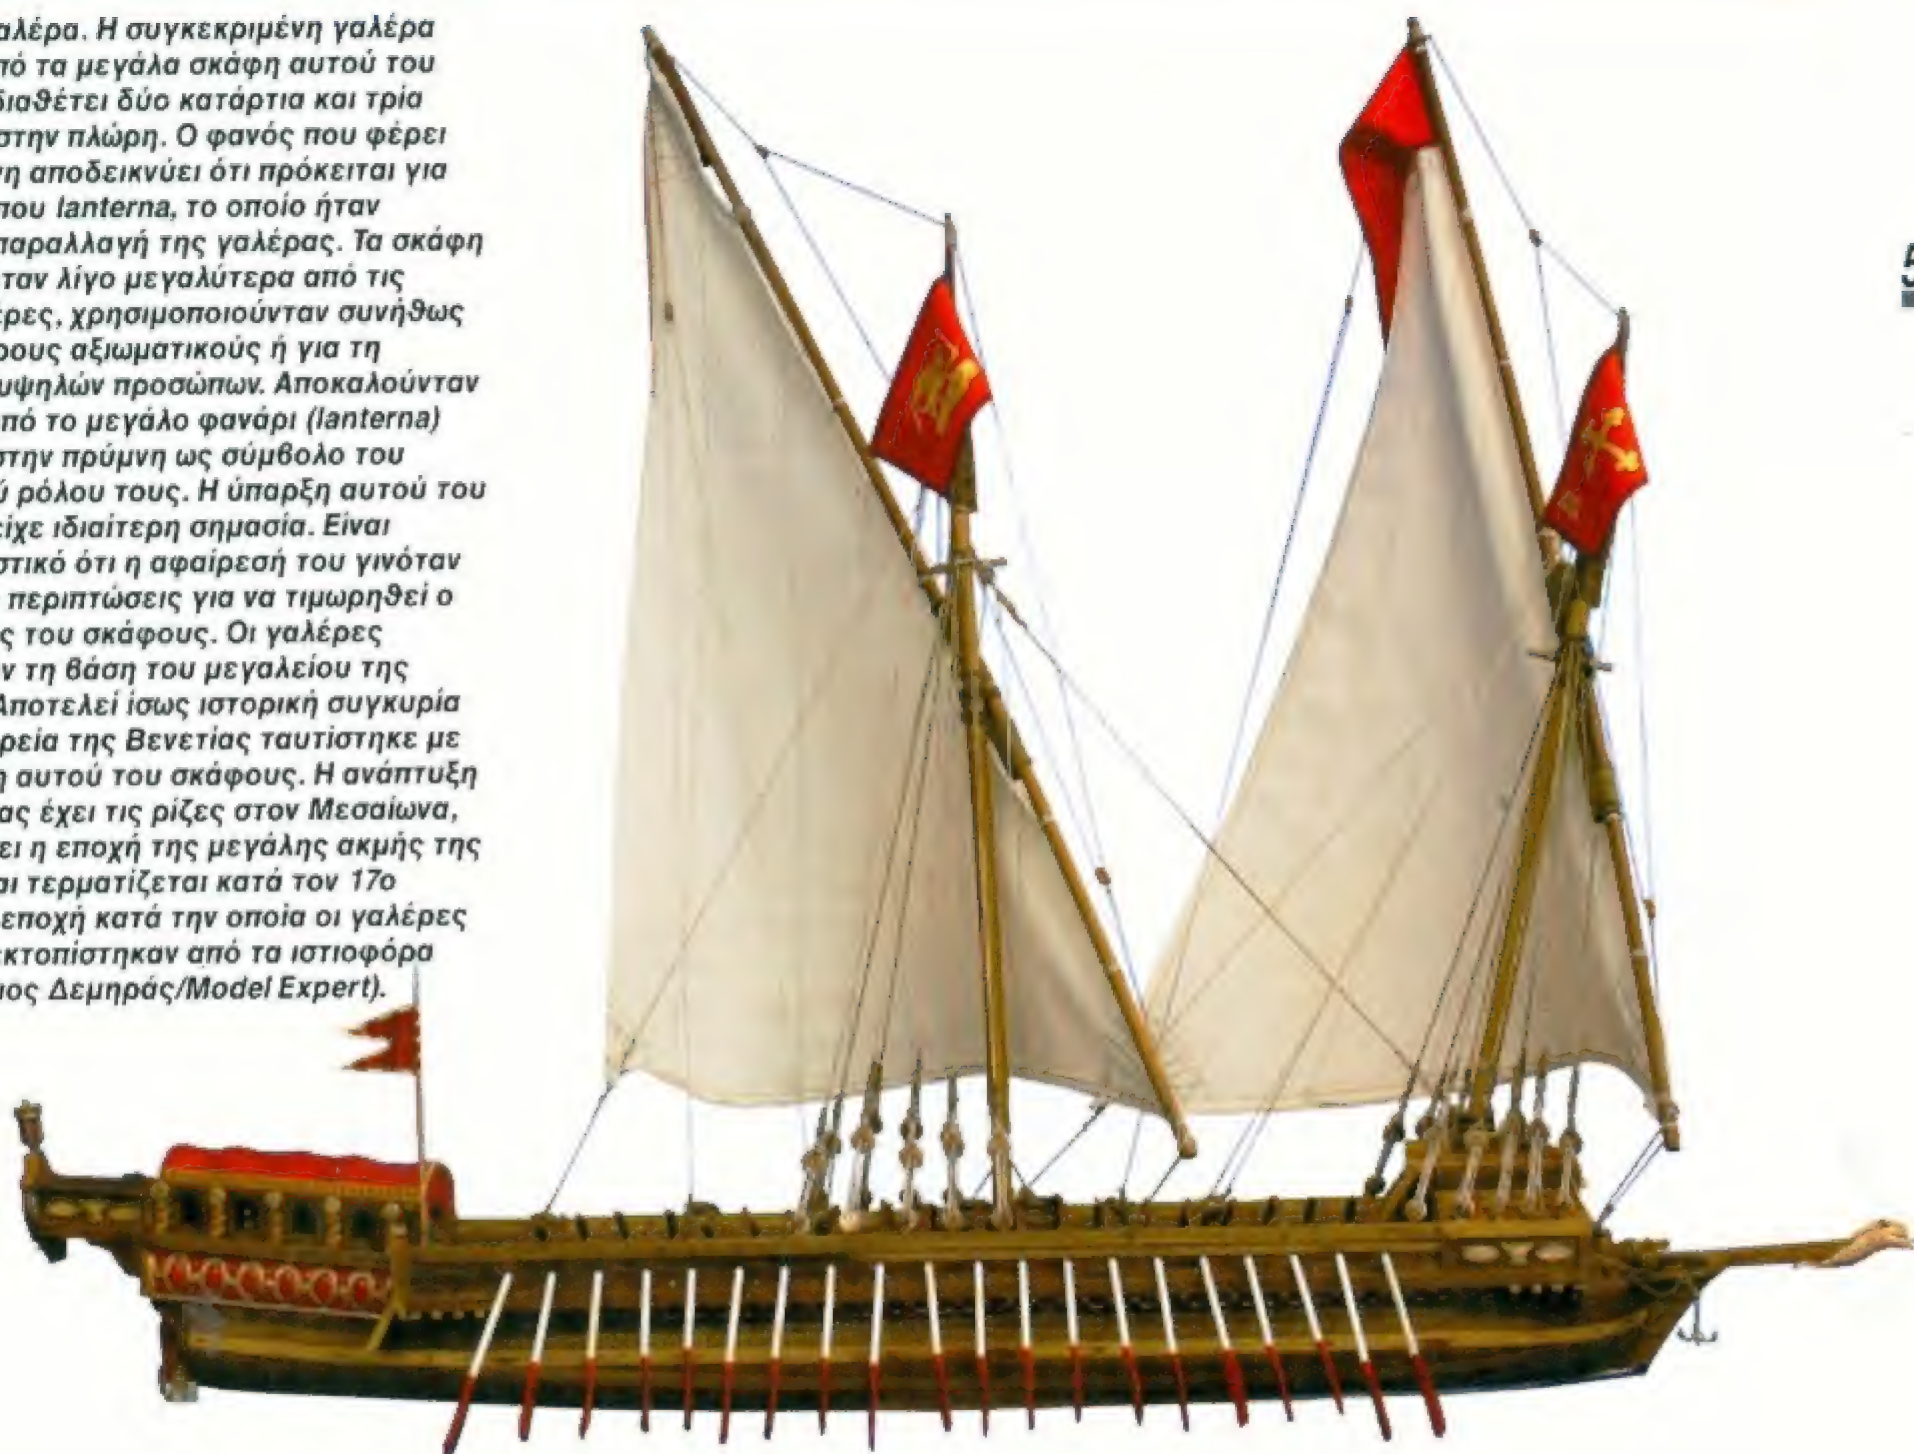 αλέρα. Η συγκεκριμένη γαλέρα
πό τα μεγάλα σκάφη αυτού του
διαθέτει δύο κατάρτια και τρία
στην πλώρη. Ο φανός που φέρει
νη αποδεικνύει ότι πρόκειται για
που lanterna, το οποίο ήταν
παραλλαγή της γαλέρας. Τα σκάφη
ταν λίγο μεγαλύτερα από τις
έρες, χρησιμοποιούνταν συνήθως
ρους αξιωματικούς ή για τη
υψηλών προσώπων. Αποκαλούνταν
πό το μεγάλο φανάρι (lanterna)
στην πρύμνη ως σύμβολο του
ύ ρόλου τους. Η ύπαρξη αυτού του
είχε ιδιαίτερη σημασία. Είναι
στικό ότι η αφαίρεσή του γινόταν
περιπτώσεις για να τιμωρηθεί ο
ς του σκάφους. Οι γαλέρες
ν τη βάση του μεγαλείου της
Αποτελεί ίσως ιστορική συγκυρία
ρεία της Βενετίας ταυτίστηκε με
η αυτού του σκάφους. Η ανάπτυξη
ας έχει τις ρίζες στον Μεσαίωνα,
ει η εποχή της μεγάλης ακμής της
αι τερματίζεται κατά τον 17ο
εποχή κατά την οποία οι γαλέρες
εκτοπίστηκαν από τα ιστιοφόρα
ιος Δεμηράς/Model Expert).